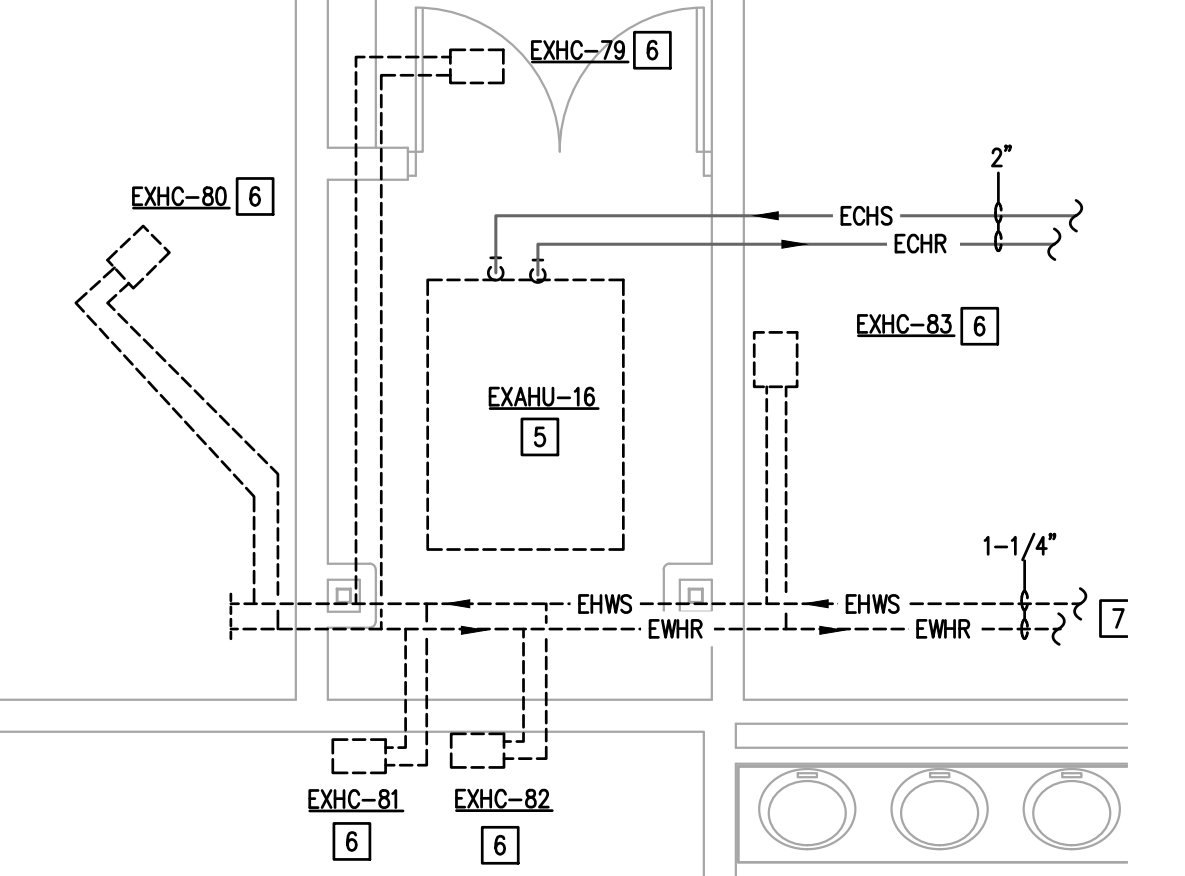 EXHC-79 6
2"
EXHC-80 6
ECHS
ECHR
EXHC-83 6
EXAHU-16
5
1-1/4"
EHWS EHWS
7
EWHR EWHR
EXHC-81 EXHC-82
6 6